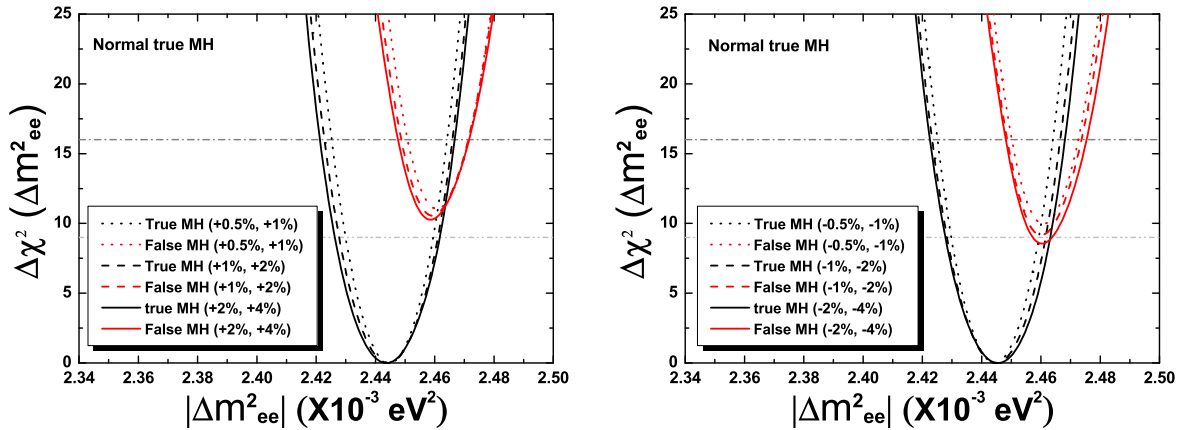 Normal true MH
Δχ² (Δm²ee)
25
20
15
10
5
0
True MH (+0.5%, +1%)
False MH (+0.5%, +1%)
True MH (+1%, +2%)
False MH (+1%, +2%)
true MH (+2%, +4%)
False MH (+2%, +4%)
2.34 2.36 2.38 2.40 2.42 2.44 2.46 2.48 2.50
|Δm²ee| (X10⁻³ eV²)
Normal true MH
Δχ² (Δm²ee)
25
20
15
10
5
0
True MH (-0.5%, -1%)
False MH (-0.5%, -1%)
True MH (-1%, -2%)
False MH (-1%, -2%)
true MH (-2%, -4%)
False MH (-2%, -4%)
2.34 2.36 2.38 2.40 2.42 2.44 2.46 2.48 2.50
|Δm²ee| (X10⁻³ eV²)